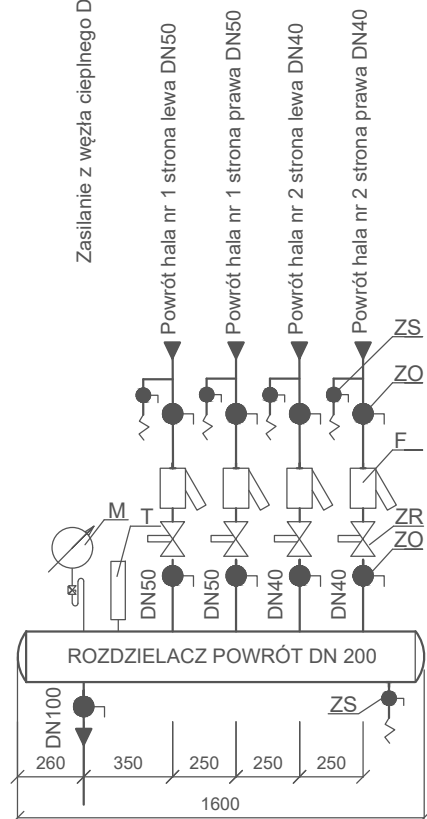 Zasilanie z węzła cieplnego D
Powrót hala nr 1 strona lewa DN50
Powrót hala nr 1 strona prawa DN50
Powrót hala nr 2 strona lewa DN40
Powrót hala nr 2 strona prawa DN40
ZS
ZO
F
M
T
ZR
ZO
DN50
DN50
DN40
DN40
ROZDZIELACZ POWRÓT DN 200
DN100
ZS
260
350
250
250
250
1600